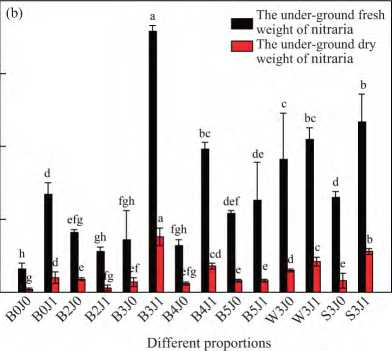 (b)
The under-ground fresh
weight of nitraria
The under-ground dry
weight of nitraria
h g d d efg e gh fg fgh ef a a fgh efg bc cd def e de e c d b c d e b b
B0J0 B0J1 B2J0 B2J1 B3J0 B3J1 B4J0 B4J1 B5J0 B5J1 W3J0 W3J1 S3J0 S3J1
Different proportions